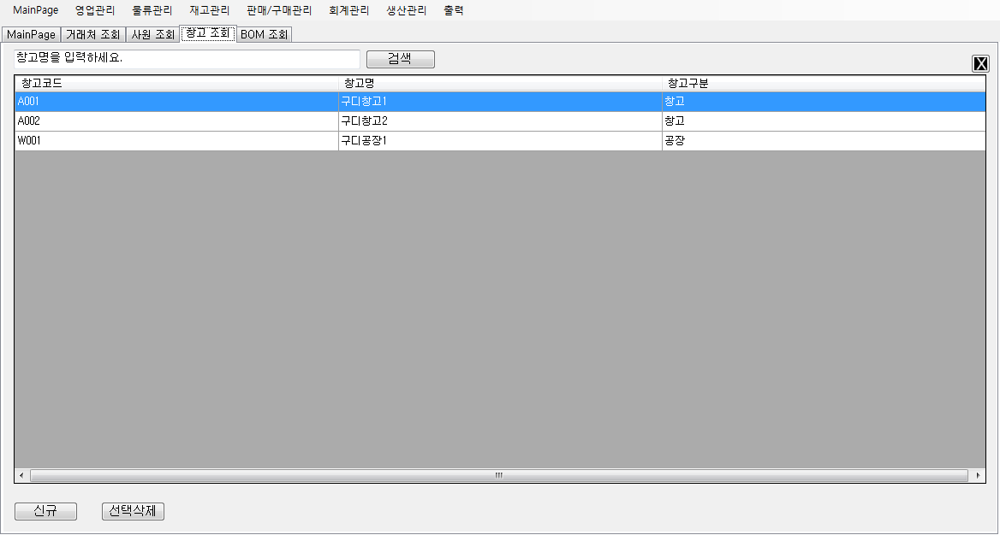 MainPage 영업관리 물류관리 재고관리 판매/구매관리 회계관리 생산관리 출력
MainPage 거래처 조회 사원 조회 창고 조회 BOM 조회
창고명을 입력하세요. 검색
X
창고코드 창고명 창고구분
A001 구디창고1 창고
A002 구디창고2 창고
W001 구디공장1 공장
신규 선택삭제